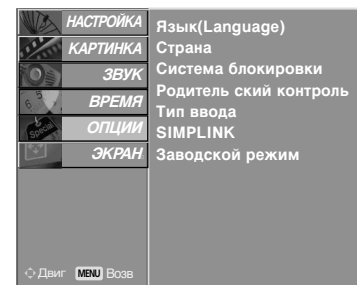 НАСТРОЙКА
КАРТИНКА
ЗВУК
ВРЕМЯ
ОПЦИИ
ЭКРАН
Язык(Language)
Страна
Система блокировки
Родитель ский контроль
Тип ввода
SIMPLINK
Заводской режим
Special
Двиг MENU Возв